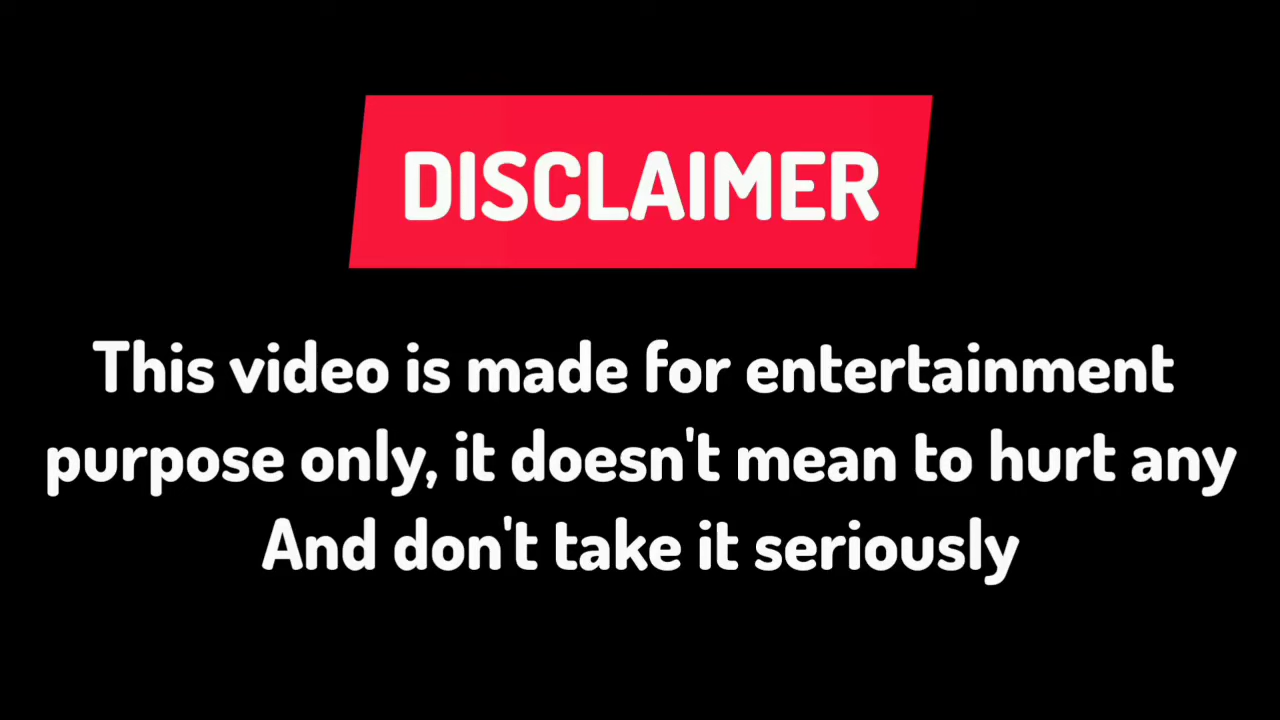 DISCLAIMER
This video is made for entertainment
purpose only, it doesn't mean to hurt any
And don't take it seriously